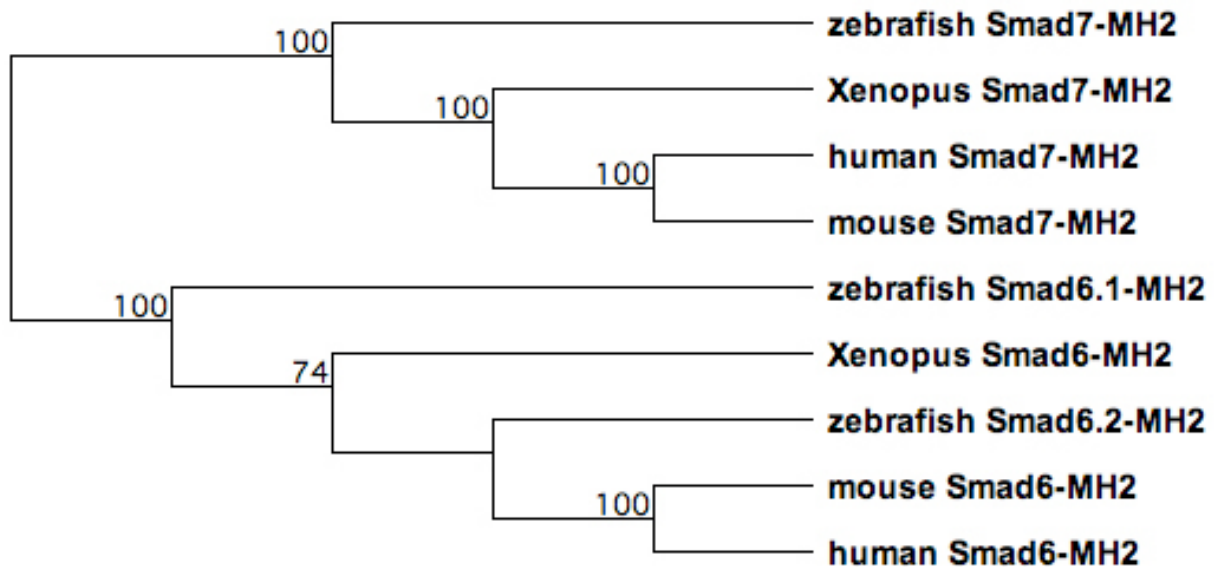 zebrafish Smad7-MH2
100
Xenopus Smad7-MH2
100
human Smad7-MH2
100
mouse Smad7-MH2
zebrafish Smad6.1-MH2
100
Xenopus Smad6-MH2
74
zebrafish Smad6.2-MH2
mouse Smad6-MH2
100
human Smad6-MH2